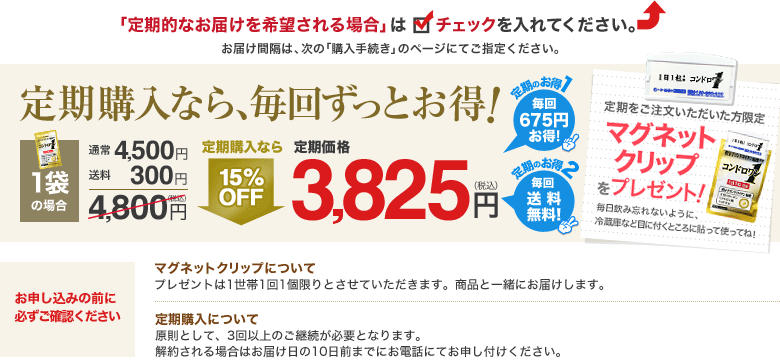 「定期的なお届けを希望される場合」は チェックを入れてください。
お届け間隔は、次の「購入手続き」のページにてご指定ください。
定期購入なら、毎回ずっとお得!
1袋
の場合
通常 4,500円
送料 300円
4,800円(税込)
定期購入なら
15%
OFF
定期価格
3,825円(税込)
定期のお得1
毎回
675円
お得!
定期のお得2
毎回
送料
無料!
1日1粒 コンドロ
定期をご注文いただいた方限定
マグネット
クリップ
をプレゼント!
コンドロ
毎日飲み忘れないように、
冷蔵庫など目に付くところに貼って使ってね!
お申し込みの前に
必ずご確認ください
マグネットクリップについて
プレゼントは1世帯1回1個限りとさせていただきます。商品と一緒にお届けします。
定期購入について
原則として、3回以上のご継続が必要となります。
解約される場合はお届け日の10日前までにお電話にてお申し付けください。